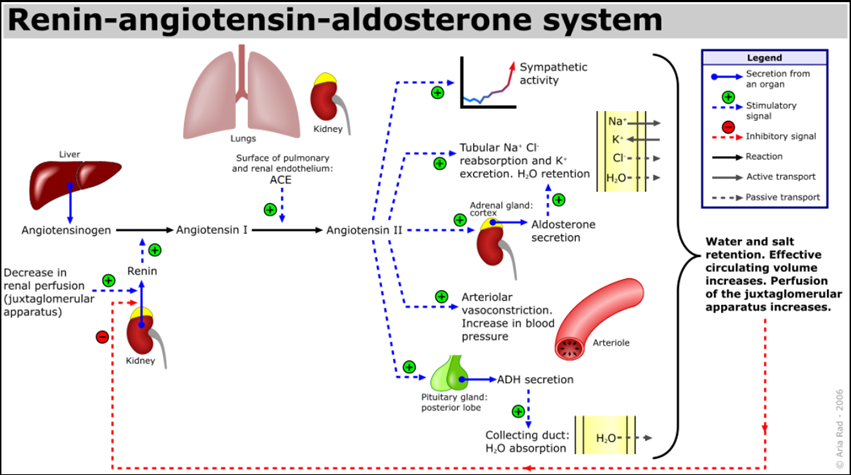 Renin-angiotensin-aldosterone system
Legend
Secretion from
an organ
+
Stimulatory
signal
−
Inhibitory signal
Reaction
Active transport
Passive transport
Lungs
Kidney
Surface of pulmonary
and renal endothelium:
ACE
+
Liver
Angiotensinogen
Angiotensin I
Angiotensin II
+
Renin
Decrease in
renal perfusion
(juxtaglomerular
apparatus)
+
−
Kidney
+
Sympathetic
activity
+
Tubular Na⁺ Cl⁻
reabsorption and K⁺
excretion. H₂O retention
Na⁺
K⁺
Cl⁻
H₂O
+
+
Adrenal gland:
cortex
Aldosterone
secretion
+
Arteriolar
vasoconstriction.
Increase in blood
pressure
Arteriole
+
Pituitary gland:
posterior lobe
ADH secretion
+
Collecting duct:
H₂O absorption
H₂O
Water and salt
retention. Effective
circulating volume
increases. Perfusion
of the juxtaglomerular
apparatus increases.
© Aria Rad - 2006